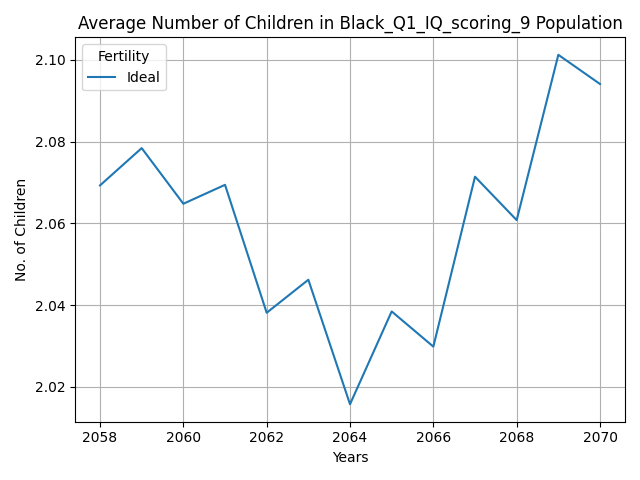 Average Number of Children in Black_Q1_IQ_scoring_9 Population
Fertility
Ideal
No. of Children
2.10
2.08
2.06
2.04
2.02
2058 2060 2062 2064 2066 2068 2070
Years